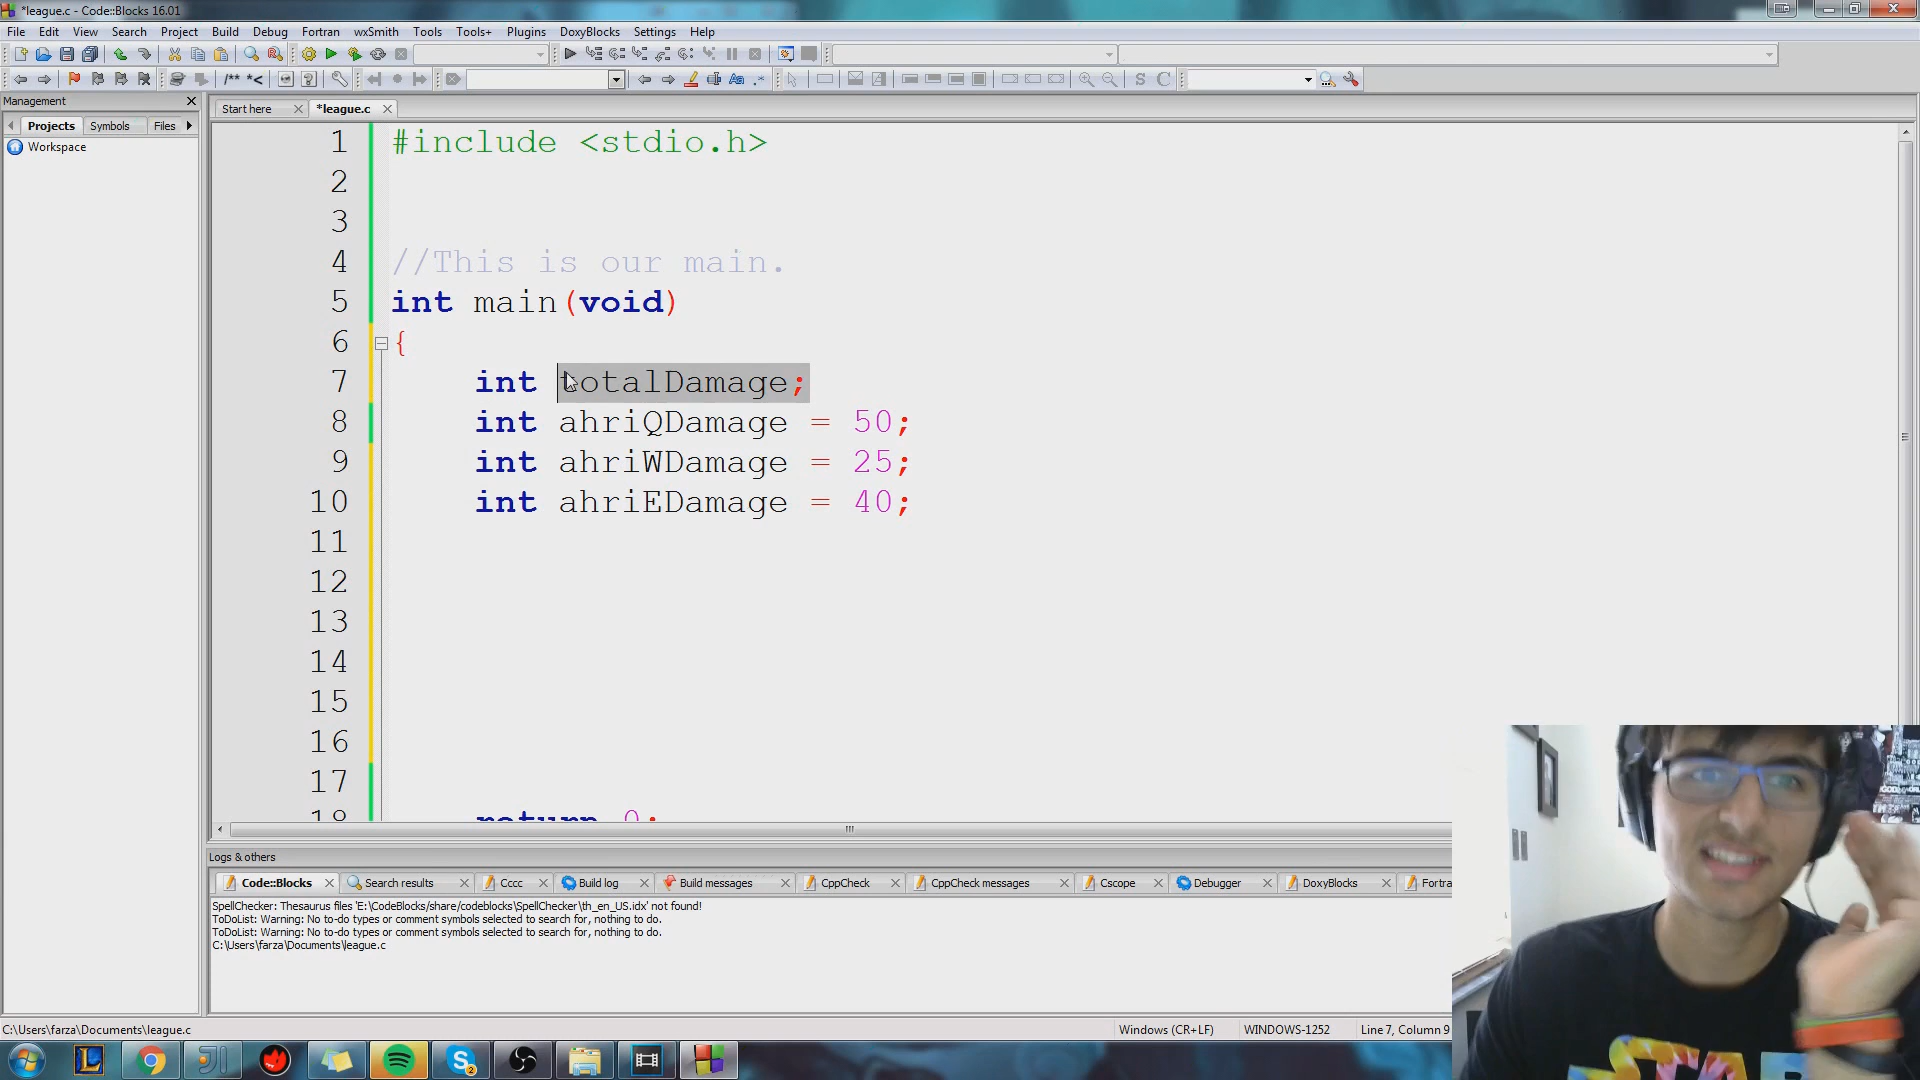 *league.c - Code::Blocks 16.01
File Edit View Search Project Build Debug Fortran wxSmith Tools Tools+ Plugins DoxyBlocks Settings Help
/** *<
Management
Projects Symbols Files
Workspace
Start here *league.c
1 #include <stdio.h>
2
3
4 //This is our main.
5 int main(void)
6 {
7 int totalDamage;
8 int ahriQDamage = 50;
9 int ahriWDamage = 25;
10 int ahriEDamage = 40;
11
12
13
14
15
16
17
18 return 0;
Logs & others
Code::Blocks Search results Cccc Build log Build messages CppCheck CppCheck messages Cscope Debugger DoxyBlocks Fortra
SpellChecker: Thesaurus files 'E:\CodeBlocks/share/codeblocks\SpellChecker\th_en_US.idx' not found!
ToDoList: Warning: No to-do types or comment symbols selected to search for, nothing to do.
ToDoList: Warning: No to-do types or comment symbols selected to search for, nothing to do.
C:\Users\farza\Documents\league.c
C:\Users\farza\Documents\league.c Windows (CR+LF) WINDOWS-1252 Line 7, Column 9